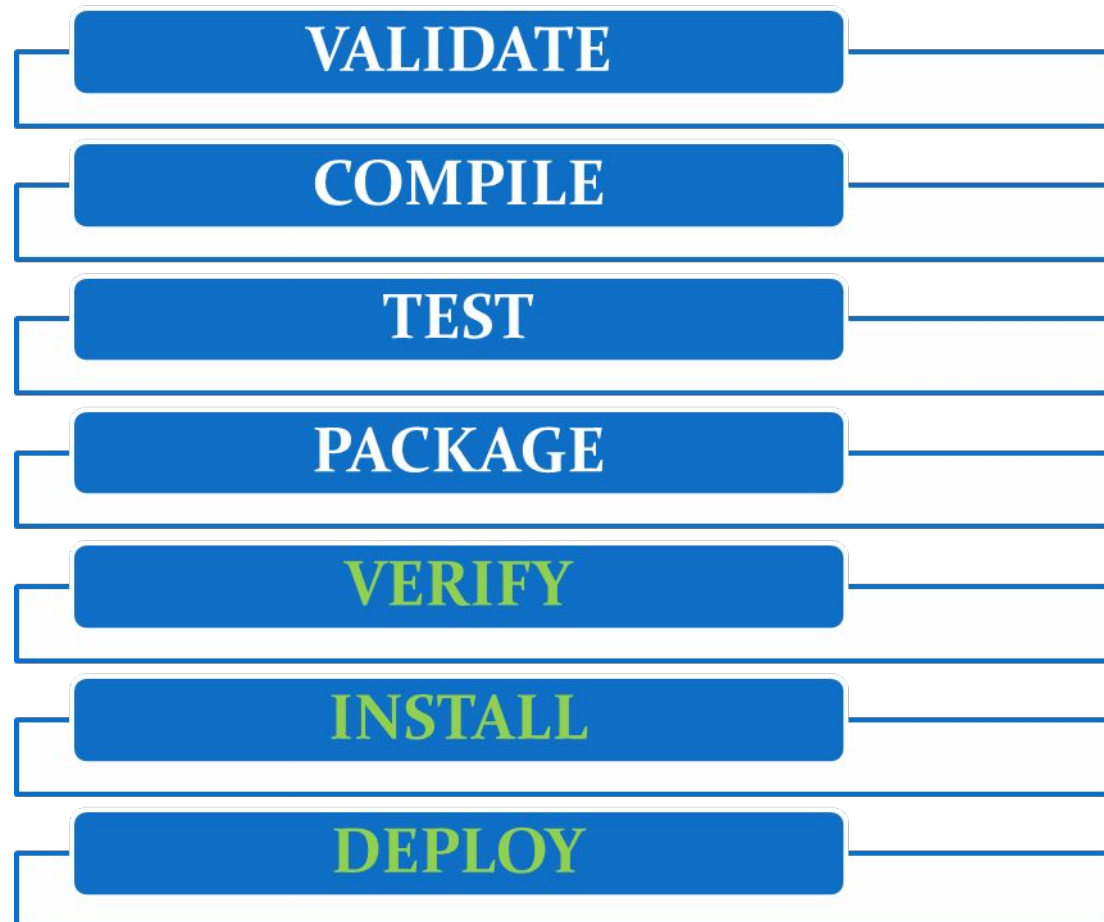 VALIDATE
COMPILE
TEST
PACKAGE
VERIFY
INSTALL
DEPLOY